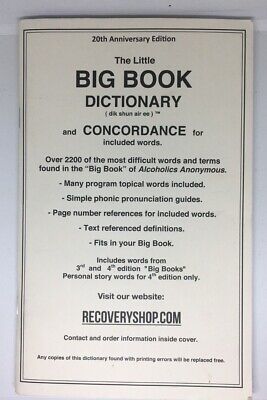 20th Anniversary Edition
The Little
BIG BOOK
DICTIONARY
( dik shun air ee ) ™
and CONCORDANCE for
included words.
Over 2200 of the most difficult words and terms
found in the "Big Book" of Alcoholics Anonymous.
- Many program topical words included.
- Simple phonic pronunciation guides.
- Page number references for included words.
- Text referenced definitions.
- Fits in your Big Book.
Includes words from
3rd and 4th edition "Big Books"
Personal story words for 4th edition only.
Visit our website:
RECOVERYSHOP.COM
Contact and order information inside cover.
Any copies of this dictionary found with printing errors will be replaced free.